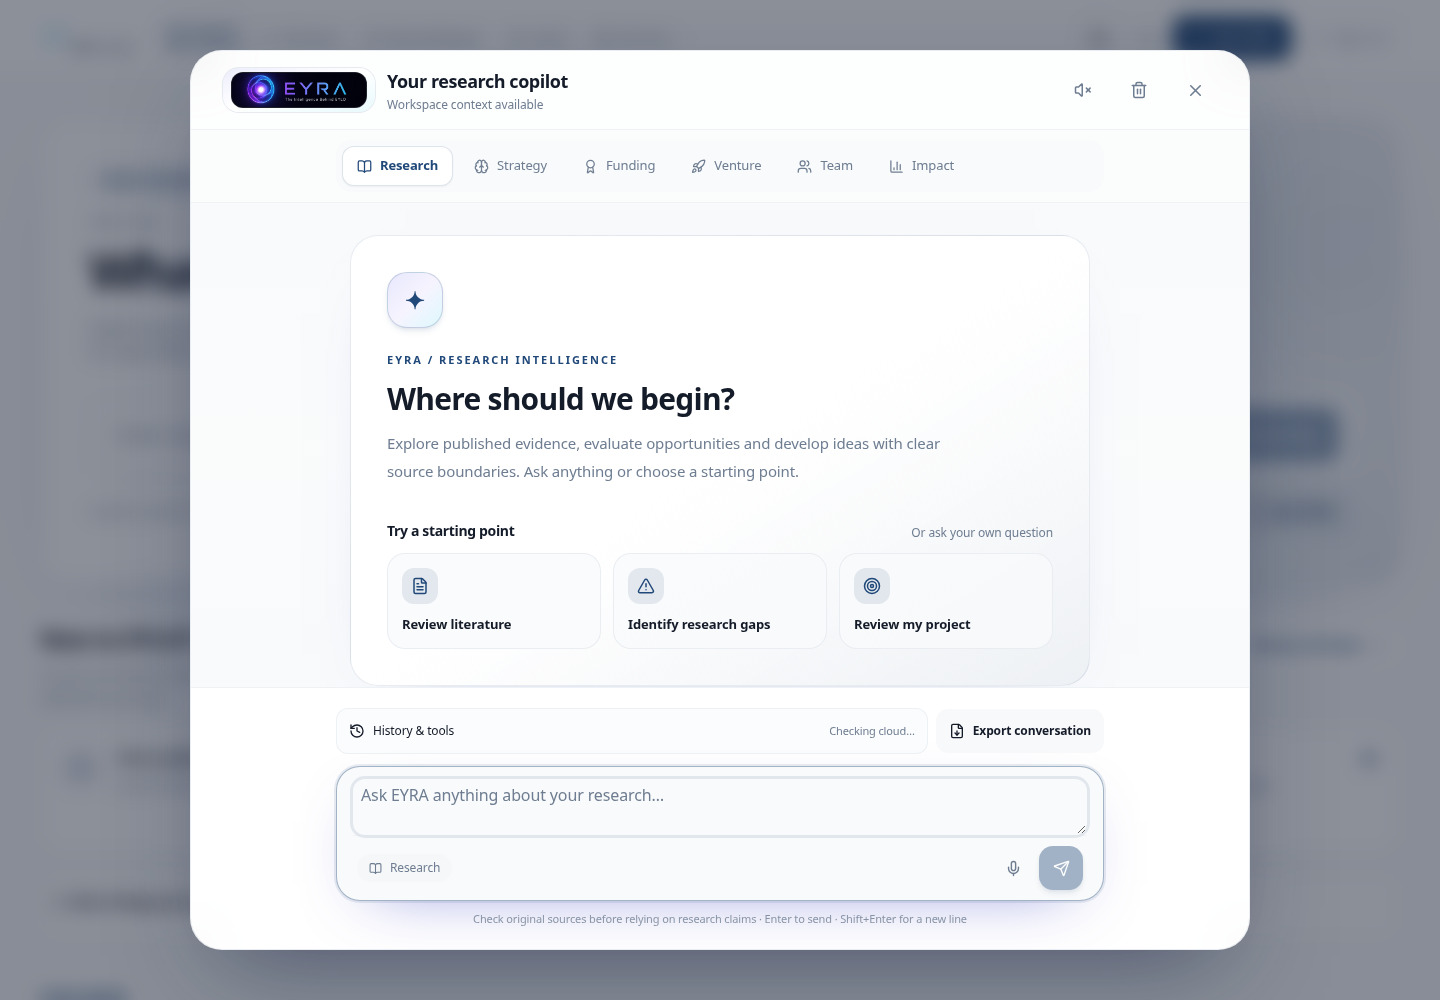 EYRA
Your research copilot
Workspace context available
Research
Strategy
Funding
Venture
Team
Impact
EYRA / RESEARCH INTELLIGENCE
Where should we begin?
Explore published evidence, evaluate opportunities and develop ideas with clear
source boundaries. Ask anything or choose a starting point.
Try a starting point
Or ask your own question
Review literature
Identify research gaps
Review my project
History & tools
Checking cloud...
Export conversation
Ask EYRA anything about your research...
Research
Check original sources before relying on research claims · Enter to send · Shift+Enter for a new line